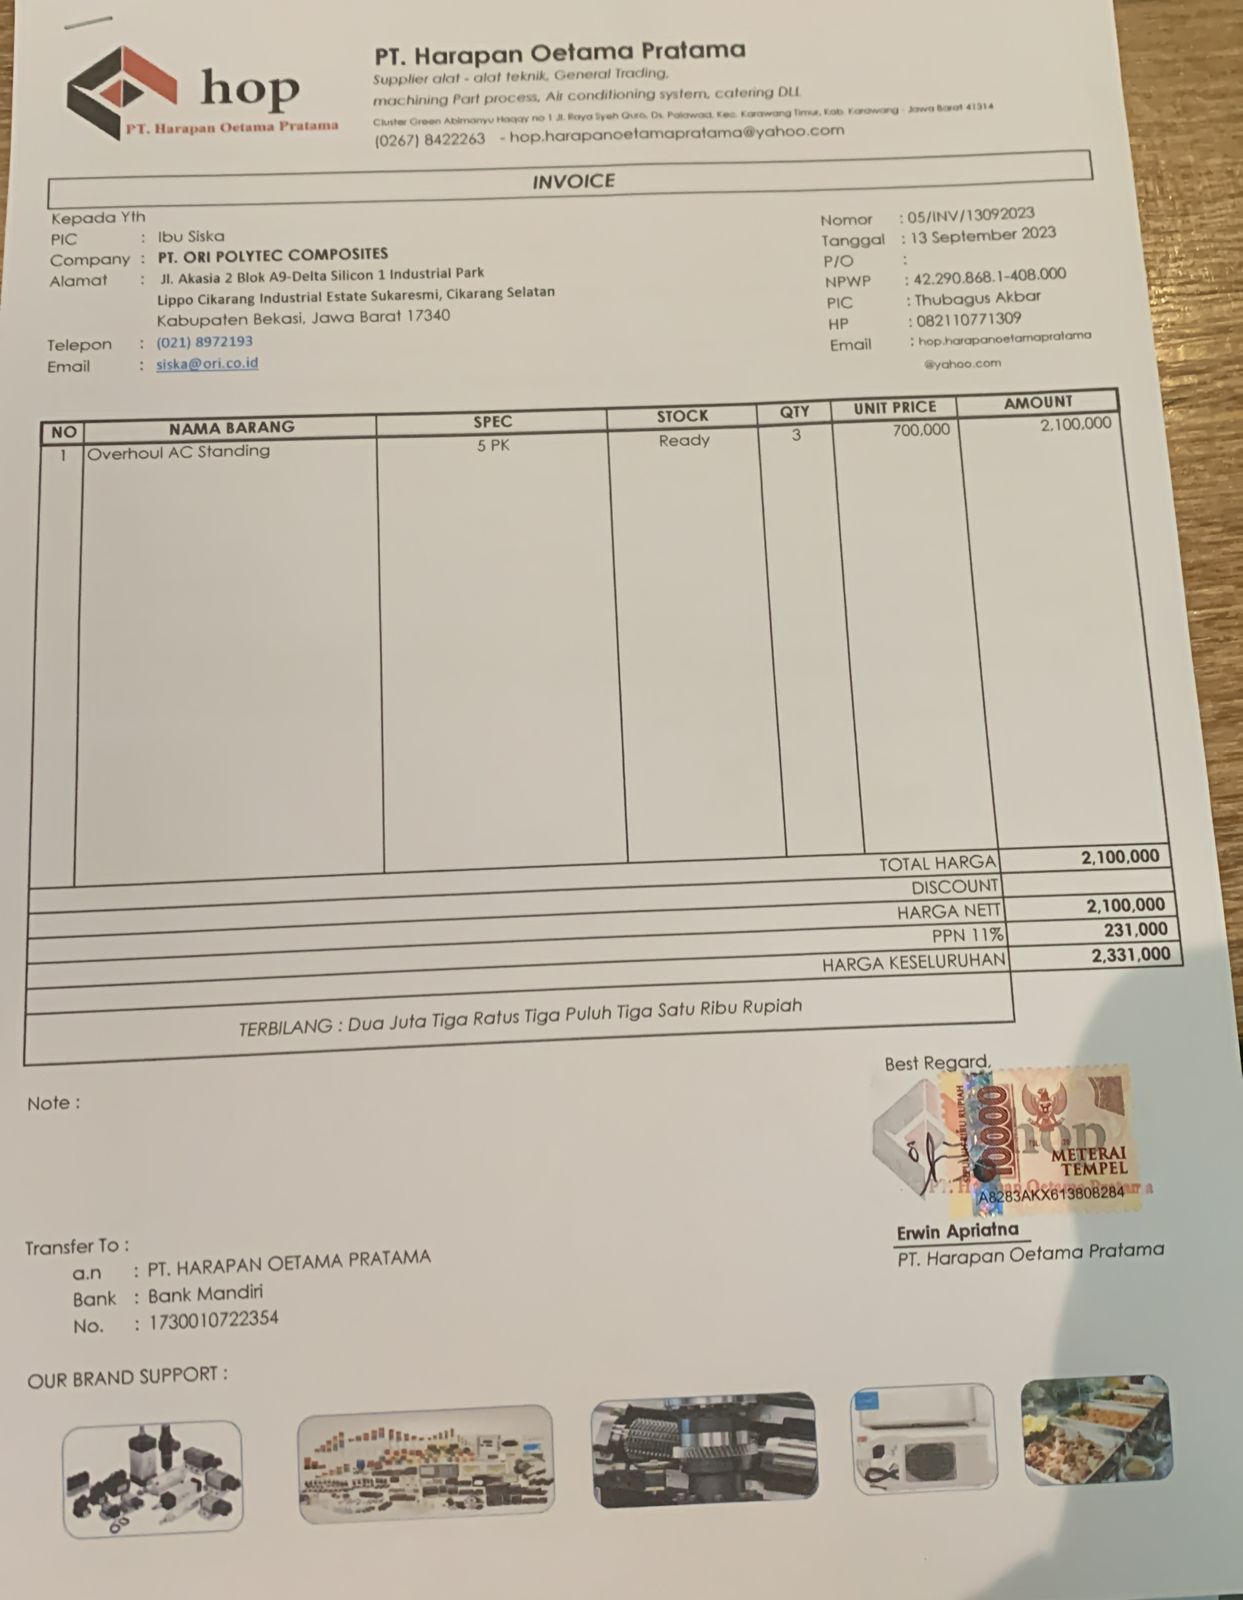 hop
PT. Harapan Oetama Pratama
PT. Harapan Oetama Pratama
Supplier alat - alat teknik, General Trading,
machining Part process, Air conditioning system, catering DLL
Cluster Green Abimanyu Haqqy no 1 Jl. Raya Syeh Quro, Ds. Palawad, Kec. Karawang Timur, Kab. Karawang - Jawa Barat 41314
(0267) 8422263 - hop.harapanoetamapratama@yahoo.com
INVOICE
Kepada Yth
PIC : Ibu Siska
Company : PT. ORI POLYTEC COMPOSITES
Alamat : Jl. Akasia 2 Blok A9-Delta Silicon 1 Industrial Park
Lippo Cikarang Industrial Estate Sukaresmi, Cikarang Selatan
Kabupaten Bekasi, Jawa Barat 17340
Telepon : (021) 8972193
Email : siska@ori.co.id
Nomor : 05/INV/13092023
Tanggal : 13 September 2023
P/O :
NPWP : 42.290.868.1-408.000
PIC : Thubagus Akbar
HP : 082110771309
Email : hop.harapanoetamapratama
@yahoo.com
NO NAMA BARANG SPEC STOCK QTY UNIT PRICE AMOUNT
1 Overhoul AC Standing 5 PK Ready 3 700,000 2,100,000
TOTAL HARGA 2,100,000
DISCOUNT
HARGA NETT 2,100,000
PPN 11% 231,000
HARGA KESELURUHAN 2,331,000
TERBILANG : Dua Juta Tiga Ratus Tiga Puluh Tiga Satu Ribu Rupiah
Best Regard,
Note :
10000
hop
METERAI
TEMPEL
A8283AKX613808284
Erwin Apriatna
PT. Harapan Oetama Pratama
Transfer To :
a.n : PT. HARAPAN OETAMA PRATAMA
Bank : Bank Mandiri
No. : 1730010722354
OUR BRAND SUPPORT :